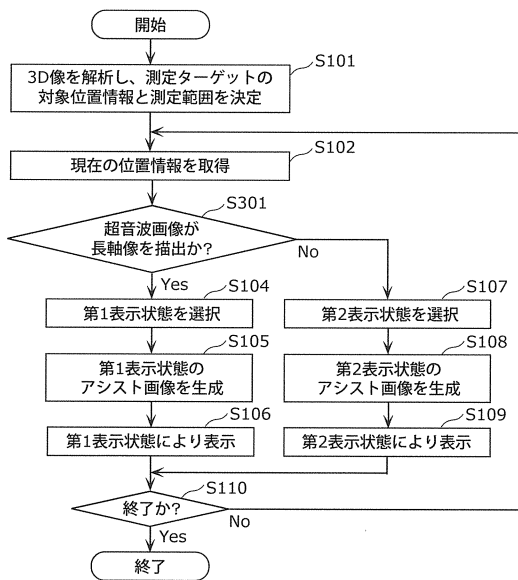 開始
S101
3D像を解析し、測定ターゲットの
対象位置情報と測定範囲を決定
S102
現在の位置情報を取得
S301
超音波画像が
長軸像を描出か?
No
Yes
S104
第1表示状態を選択
S105
第1表示状態の
アシスト画像を生成
S106
第1表示状態により表示
S107
第2表示状態を選択
S108
第2表示状態の
アシスト画像を生成
S109
第2表示状態により表示
S110
終了か?
No
Yes
終了